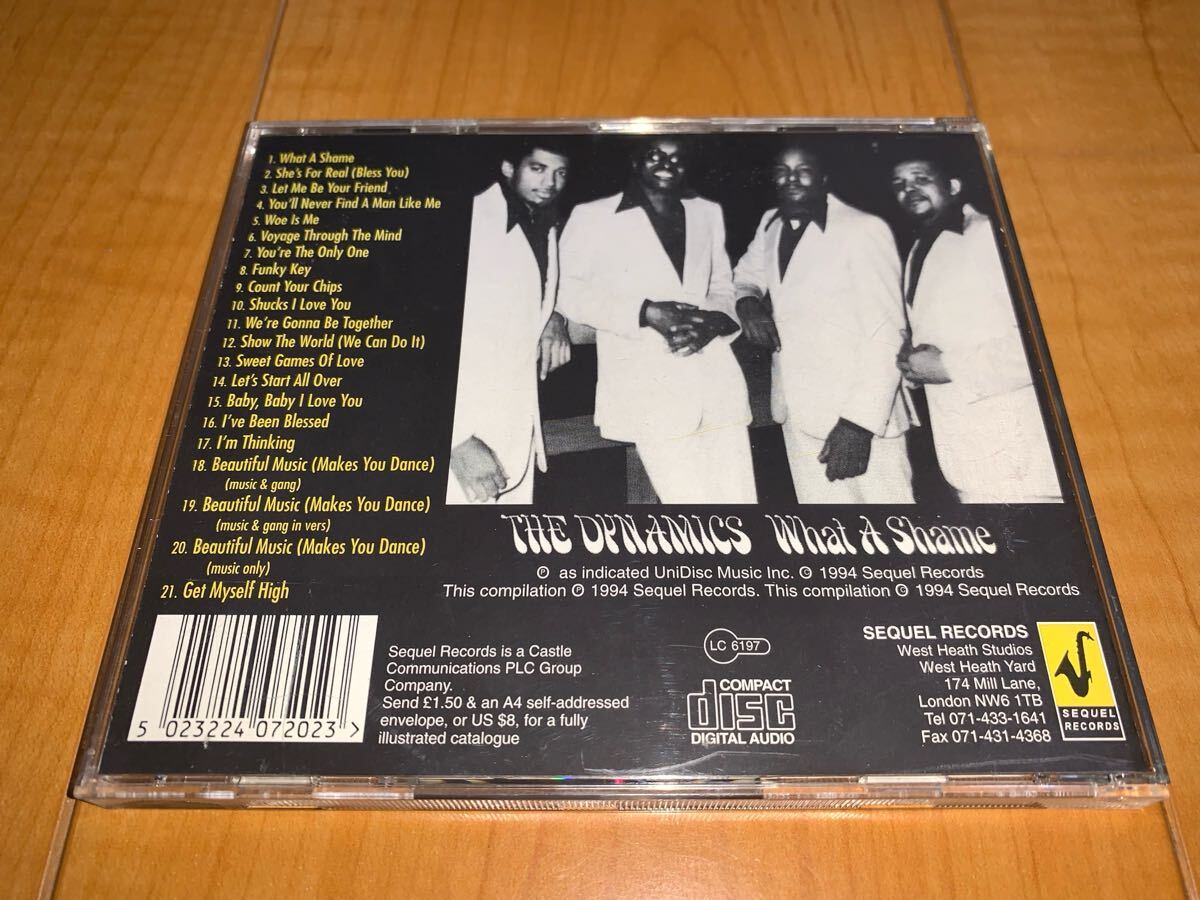 1. What A Shame
2. She's For Real (Bless You)
3. Let Me Be Your Friend
4. You'll Never Find A Man Like Me
5. Woe Is Me
6. Voyage Through The Mind
7. You're The Only One
8. Funky Key
9. Count Your Chips
10. Shucks I Love You
11. We're Gonna Be Together
12. Show The World (We Can Do It)
13. Sweet Games Of Love
14. Let's Start All Over
15. Baby, Baby I Love You
16. I've Been Blessed
17. I'm Thinking
18. Beautiful Music (Makes You Dance)
(music & gang)
19. Beautiful Music (Makes You Dance)
(music & gang in vers)
20. Beautiful Music (Makes You Dance)
(music only)
21. Get Myself High
THE DYNAMICS What A Shame
℗ as indicated UniDisc Music Inc. © 1994 Sequel Records
This compilation ℗ 1994 Sequel Records. This compilation © 1994 Sequel Records
5 023224 072023 >
Sequel Records is a Castle
Communications PLC Group
Company.
Send £1.50 & an A4 self-addressed
envelope, or US $8, for a fully
illustrated catalogue
LC 6197
COMPACT
disc
DIGITAL AUDIO
SEQUEL RECORDS
West Heath Studios
West Heath Yard
174 Mill Lane,
London NW6 1TB
Tel 071-433-1641
Fax 071-431-4368
SEQUEL
RECORDS